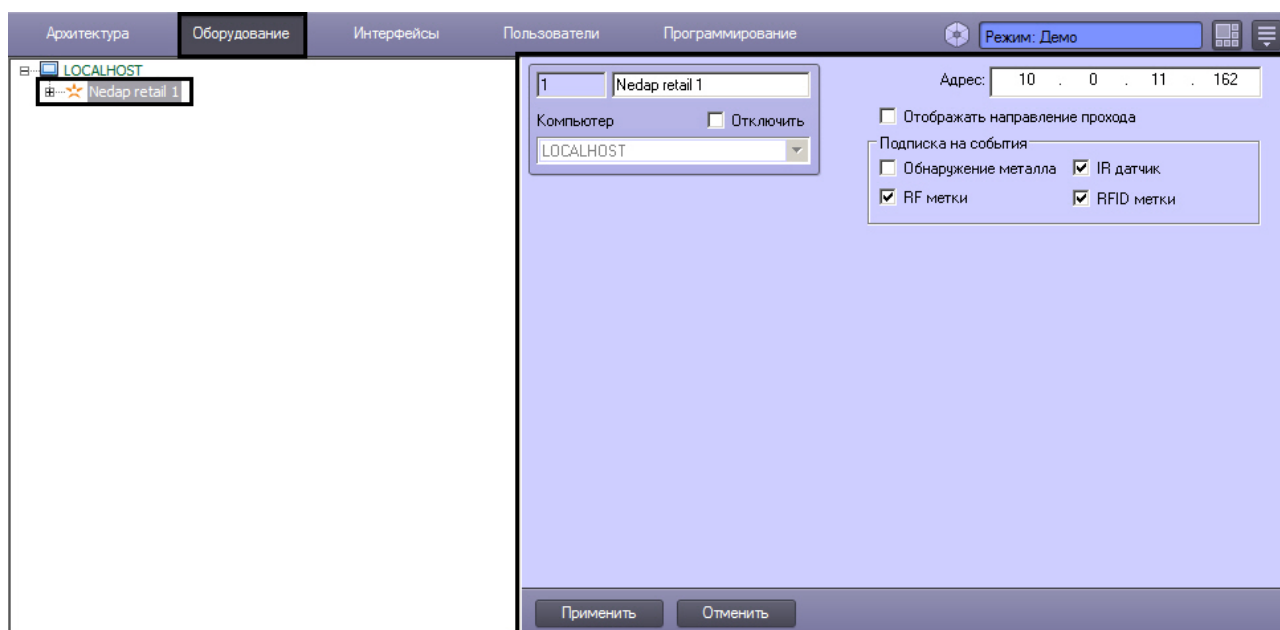 Архитектура Оборудование Интерфейсы Пользователи Программирование Режим: Демо
LOCALHOST
Nedap retail 1
1 Nedap retail 1
Компьютер Отключить
LOCALHOST
Адрес: 10 . 0 . 11 . 162
Отображать направление прохода
Подписка на события
Обнаружение металла IR датчик
RF метки RFID метки
Применить Отменить